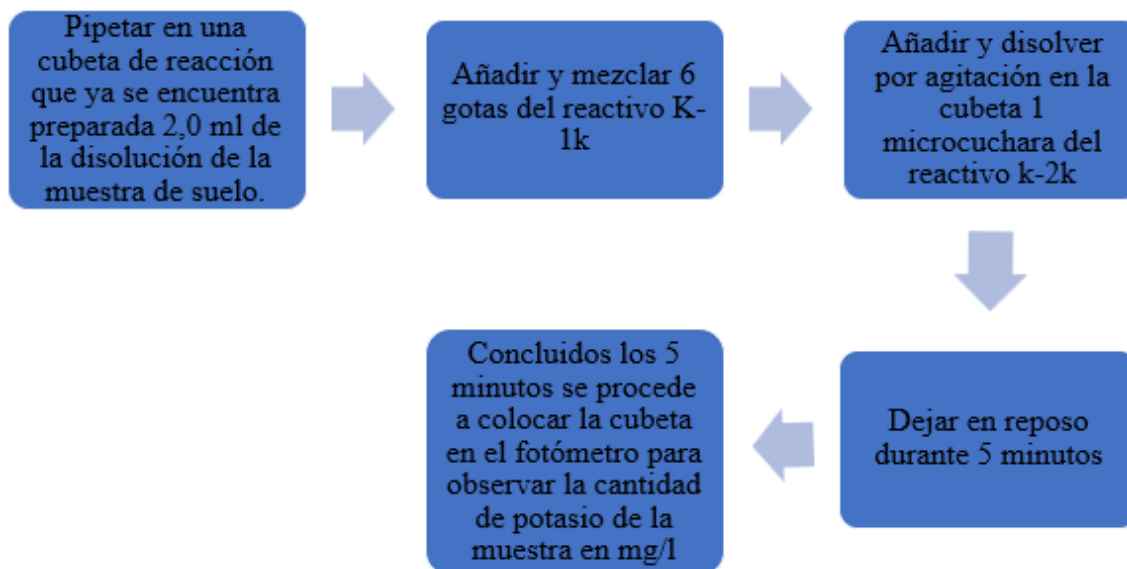 Pipetar en una
cubeta de reacción
que ya se encuentra
preparada 2,0 ml de
la disolución de la
muestra de suelo.
Añadir y mezclar 6
gotas del reactivo K-
1k
Añadir y disolver
por agitación en la
cubeta 1
microcuchara del
reactivo k-2k
Dejar en reposo
durante 5 minutos
Concluidos los 5
minutos se procede
a colocar la cubeta
en el fotómetro para
observar la cantidad
de potasio de la
muestra en mg/l